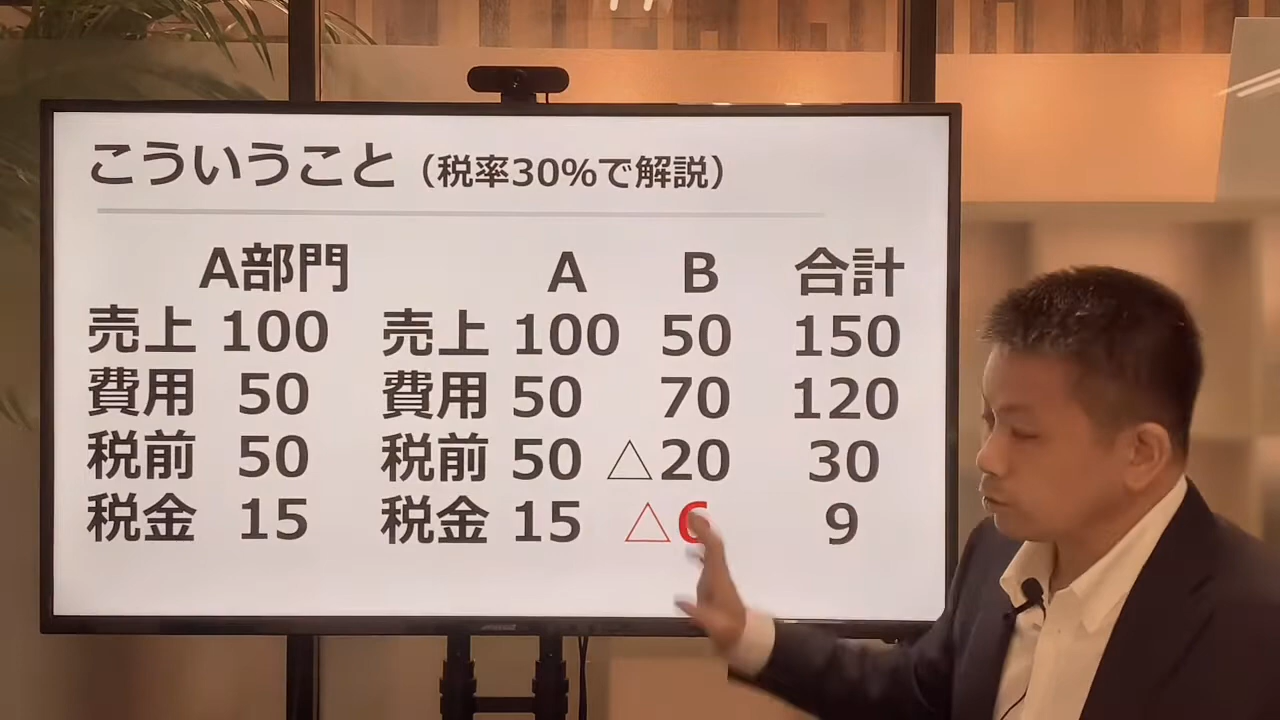 こういうこと（税率30%で解説）
A部門 A B 合計
売上 100 売上 100 50 150
費用 50 費用 50 70 120
税前 50 税前 50 △20 30
税金 15 税金 15 △6 9